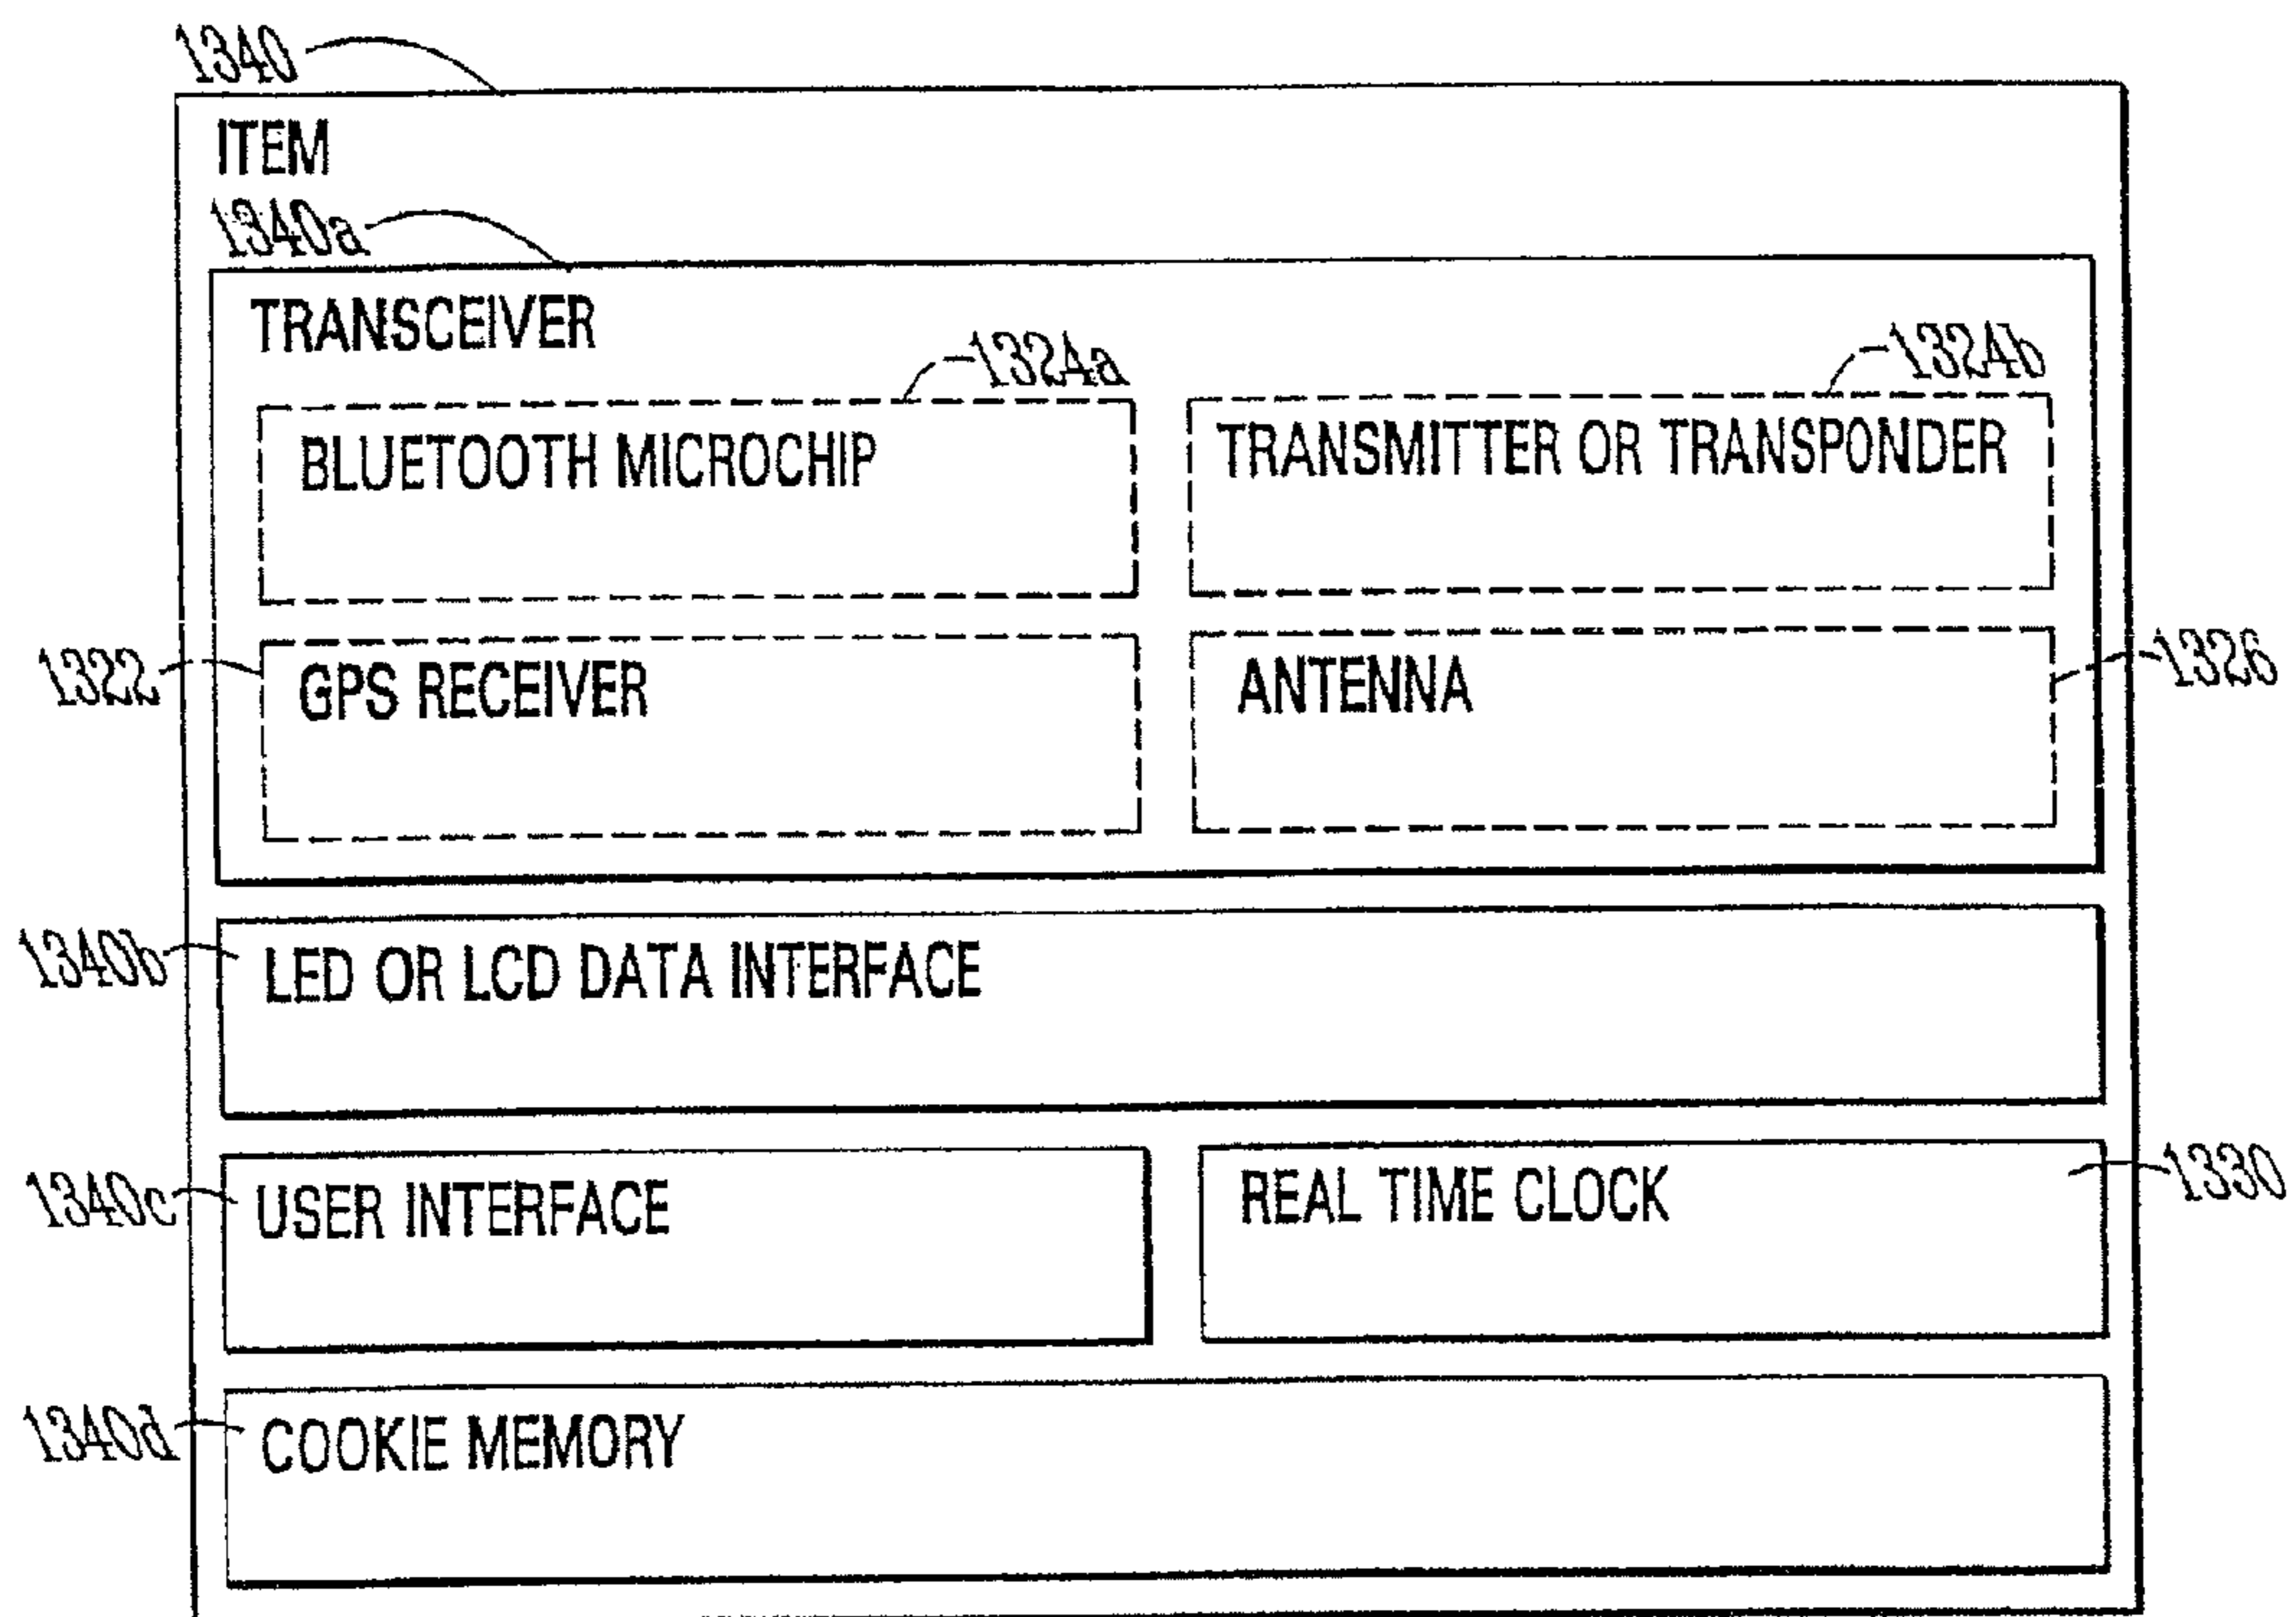 1340
ITEM
1340a
TRANSCEIVER
1324a
1324b
BLUETOOTH MICROCHIP
TRANSMITTER OR TRANSPONDER
1322
GPS RECEIVER
ANTENNA
1326
1340b
LED OR LCD DATA INTERFACE
1340c
USER INTERFACE
REAL TIME CLOCK
1330
1340d
COOKIE MEMORY